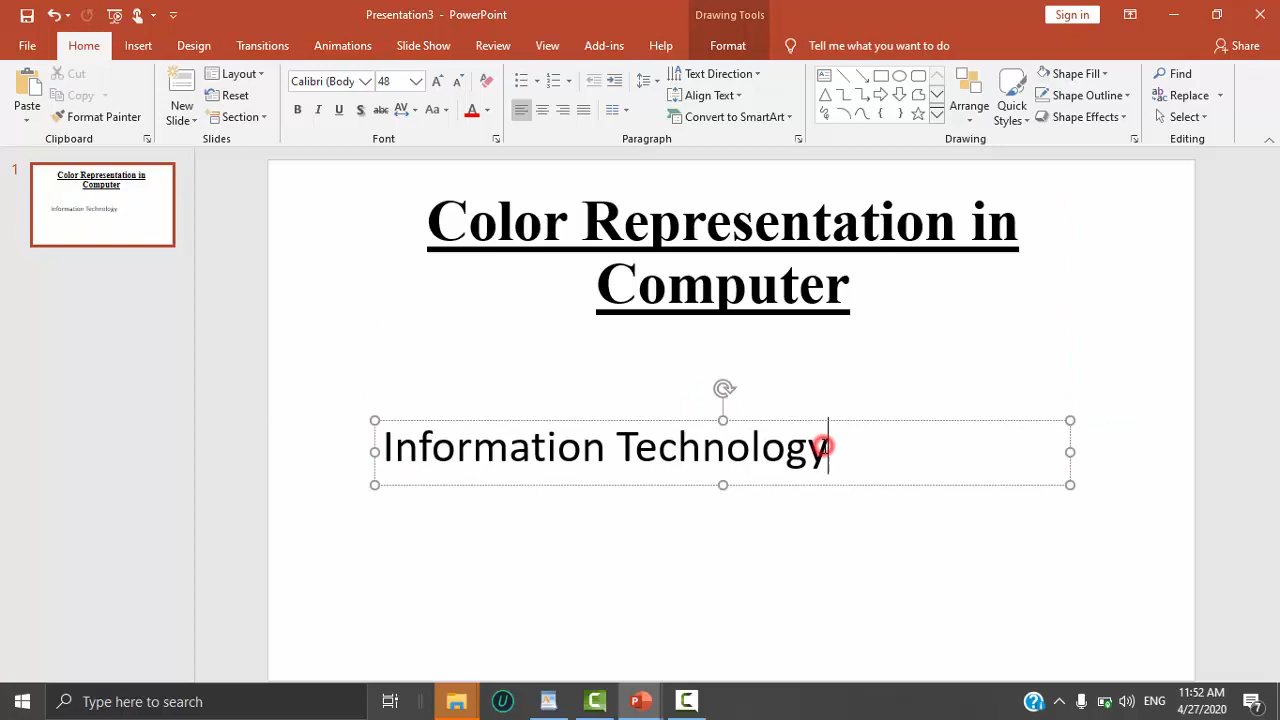 Presentation3 - PowerPoint
Drawing Tools
Sign in
File Home Insert Design Transitions Animations Slide Show Review View Add-ins Help Format Tell me what you want to do Share
Paste
Cut
Copy
Format Painter
Clipboard
New Slide
Layout
Reset
Section
Slides
Calibri (Body 48
B I U S abc AV Aa A
Font
Text Direction
Align Text
Convert to SmartArt
Paragraph
Arrange
Quick Styles
Shape Fill
Shape Outline
Shape Effects
Drawing
Find
Replace
Select
Editing
1
Color Representation in
Computer
Information Technology
Color Representation in
Computer
Information Technology
Type here to search
ENG
11:52 AM
4/27/2020
7